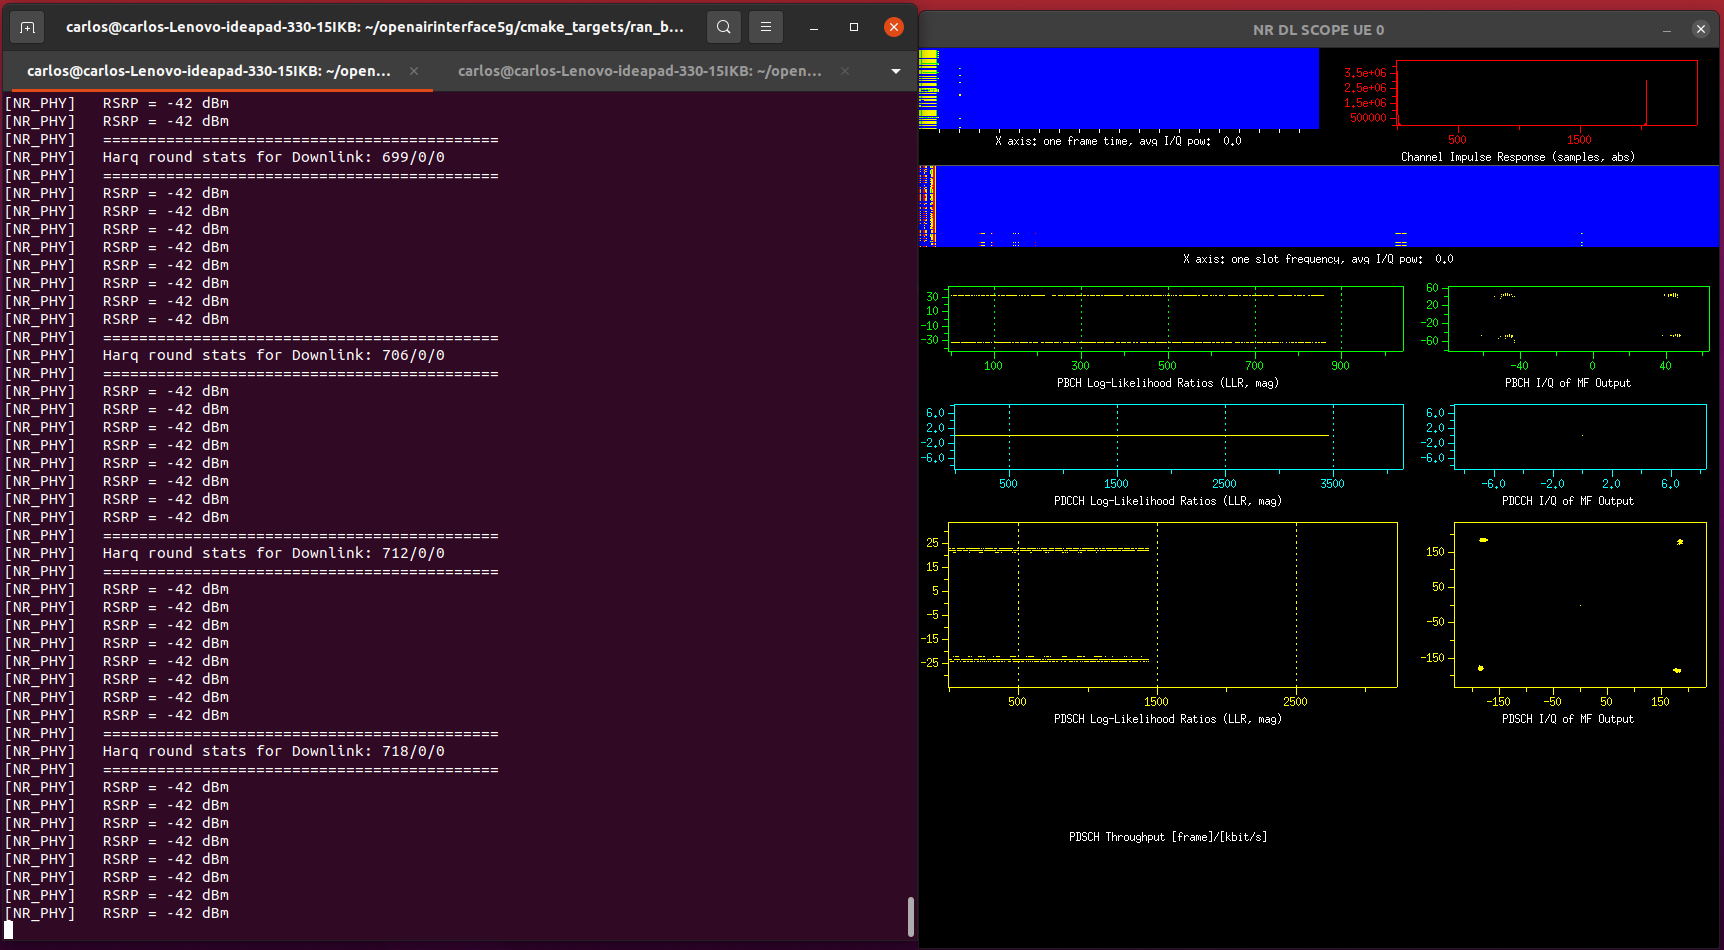 carlos@carlos-Lenovo-ideapad-330-15IKB: ~/openairinterface5g/cmake_targets/ran_b...
carlos@carlos-Lenovo-ideapad-330-15IKB: ~/open...
carlos@carlos-Lenovo-ideapad-330-15IKB: ~/open...
[NR_PHY] RSRP = -42 dBm
[NR_PHY] RSRP = -42 dBm
[NR_PHY] ============================================
[NR_PHY] Harq round stats for Downlink: 699/0/0
[NR_PHY] ============================================
[NR_PHY] RSRP = -42 dBm
[NR_PHY] RSRP = -42 dBm
[NR_PHY] RSRP = -42 dBm
[NR_PHY] RSRP = -42 dBm
[NR_PHY] RSRP = -42 dBm
[NR_PHY] RSRP = -42 dBm
[NR_PHY] RSRP = -42 dBm
[NR_PHY] RSRP = -42 dBm
[NR_PHY] ============================================
[NR_PHY] Harq round stats for Downlink: 706/0/0
[NR_PHY] ============================================
[NR_PHY] RSRP = -42 dBm
[NR_PHY] RSRP = -42 dBm
[NR_PHY] RSRP = -42 dBm
[NR_PHY] RSRP = -42 dBm
[NR_PHY] RSRP = -42 dBm
[NR_PHY] RSRP = -42 dBm
[NR_PHY] RSRP = -42 dBm
[NR_PHY] RSRP = -42 dBm
[NR_PHY] ============================================
[NR_PHY] Harq round stats for Downlink: 712/0/0
[NR_PHY] ============================================
[NR_PHY] RSRP = -42 dBm
[NR_PHY] RSRP = -42 dBm
[NR_PHY] RSRP = -42 dBm
[NR_PHY] RSRP = -42 dBm
[NR_PHY] RSRP = -42 dBm
[NR_PHY] RSRP = -42 dBm
[NR_PHY] RSRP = -42 dBm
[NR_PHY] RSRP = -42 dBm
[NR_PHY] ============================================
[NR_PHY] Harq round stats for Downlink: 718/0/0
[NR_PHY] ============================================
[NR_PHY] RSRP = -42 dBm
[NR_PHY] RSRP = -42 dBm
[NR_PHY] RSRP = -42 dBm
[NR_PHY] RSRP = -42 dBm
[NR_PHY] RSRP = -42 dBm
[NR_PHY] RSRP = -42 dBm
[NR_PHY] RSRP = -42 dBm
[NR_PHY] RSRP = -42 dBm
NR DL SCOPE UE 0
X axis: one frame time, avg I/Q pow: 0.0
3.5e+06
2.5e+06
1.5e+06
500000
500 1500
Channel Impulse Response (samples, abs)
X axis: one slot frequency, avg I/Q pow: 0.0
30
10
-10
-30
100 300 500 700 900
PBCH Log-Likelihood Ratios (LLR, mag)
60
20
-20
-60
-40 0 40
PBCH I/Q of MF Output
6.0
2.0
-2.0
-6.0
500 1500 2500 3500
PDCCH Log-Likelihood Ratios (LLR, mag)
6.0
2.0
-2.0
-6.0
-6.0 -2.0 2.0 6.0
PDCCH I/Q of MF Output
25
15
5
-5
-15
-25
500 1500 2500
PDSCH Log-Likelihood Ratios (LLR, mag)
150
50
-50
-150
-150 -50 50 150
PDSCH I/Q of MF Output
PDSCH Throughput [frame]/[kbit/s]